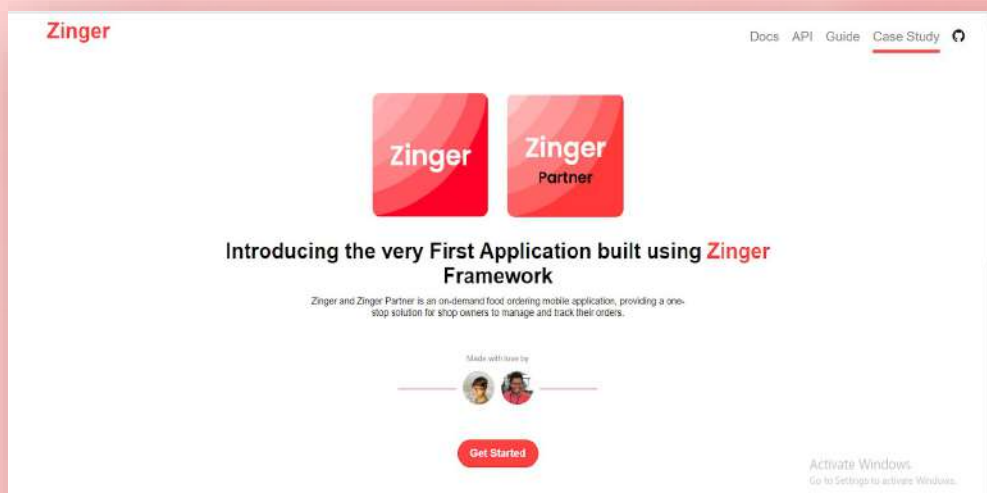 Zinger
Docs API Guide Case Study
Zinger
Zinger
Partner
Introducing the very First Application built using Zinger
Framework
Zinger and Zinger Partner is an on-demand food ordering mobile application, providing a one-
stop solution for shop owners to manage and track their orders.
Made with love by
Get Started
Activate Windows
Go to Settings to activate Windows.